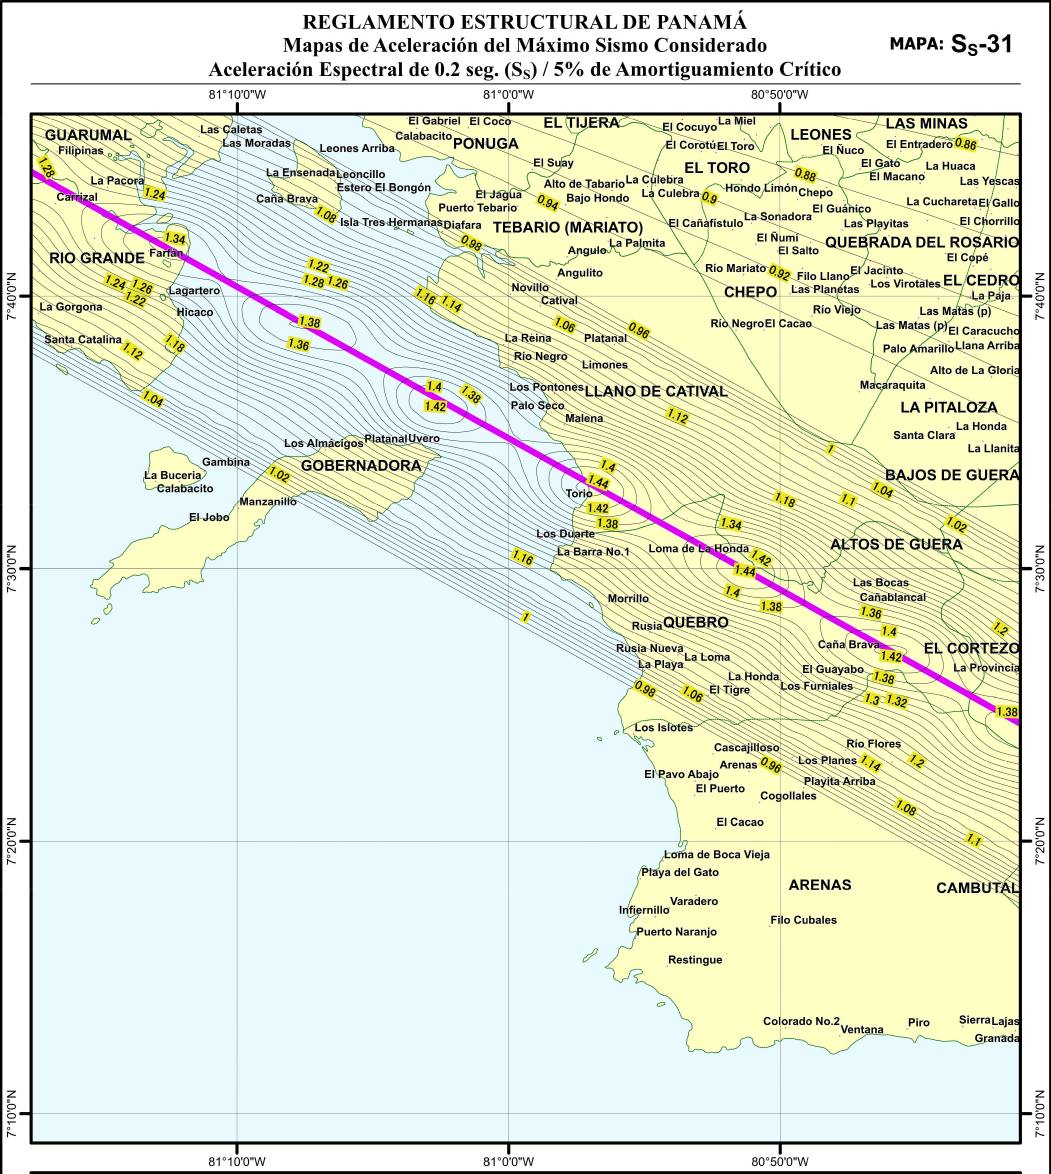 REGLAMENTO ESTRUCTURAL DE PANAMÁ
Mapas de Aceleración del Máximo Sismo Considerado
MAPA: SS-31
Aceleración Espectral de 0.2 seg. (SS) / 5% de Amortiguamiento Crítico
81°10'0"W 81°0'0"W 80°50'0"W
El Gabriel El Coco EL TIJERA La Miel LAS MINAS
GUARUMAL Las Caletas Calabacito El Cocuyo LEONES
Filipinas Las Moradas Leones Arriba PONUGA El Corotú El Toro El Ñuco El Entradero 0.86
1.28 El Suay EL TORO El Gató La Huaca
La Pacora La Ensenada Leoncillo Alto de Tabario La Culebra 0.88 El Macano Las Yescas
Carrizal 1.24 Caña Brava Estero El Bongón El Jagua Bajo Hondo La Culebra 0.9 Hondo Limón Chepo La Cuchareta El Gallo
1.08 Isla Tres Hermanas Puerto Tebario 0.94 La Sonadora El Guánico El Chorrillo
Diafara TEBARIO (MARIATO) El Cañafístulo Las Playitas
1.34 0.98 La Palmita El Ñumi QUEBRADA DEL ROSARIO
RIO GRANDE Farfán Angulo El Salto El Copé
1.22 Angulito Río Mariato 0.92 Filo Llano El Jacinto EL CEDRO
1.24 1.26 1.28 1.26 Novillo CHEPO Las Planetas Los Virotales La Paja
1.22 Lagartero 1.16 1.14 Catival Río Viejo Las Matas (p)
La Gorgona Hicaco 1.38 1.06 0.96 Río Negro El Cacao Las Matas (p) El Caracucho
Santa Catalina 1.12 1.18 1.36 La Reina Platanal Palo Amarillo Llana Arriba
Río Negro Limones Alto de La Gloria
1.04 1.4 1.38 Los Pontones LLANO DE CATIVAL Macaraquita
1.42 Palo Seco LA PITALOZA
Malena 1.12 La Honda
Los Almácigos Platanal Uvero Santa Clara
Gambina GOBERNADORA 1 La Llanita
La Buceria 1.02 1.4 BAJOS DE GUERA
Calabacito 1.44 1.04
Manzanillo Torio 1.18 1.1
El Jobo 1.42
1.38 1.34 1.02
Los Duarte ALTOS DE GUERA
1.16 La Barra No.1 Loma de La Honda 1.42
1.44 Las Bocas
Morrillo 1.4 1.38 Cañablancal
1 1.36
Rusia QUEBRO 1.4 1.2
Rusia Nueva Caña Brava EL CORTEZO
La Playa La Loma 1.42 La Provincia
La Honda El Guayabo 1.38
0.98 1.06 El Tigre Los Furniales 1.3 1.32
1.38
Los Islotes
Cascajilloso Río Flores
Arenas 0.96 Los Planes 1.14 1.2
El Pavo Abajo Playita Arriba
El Puerto Cogollales 1.08
El Cacao
1.1
Loma de Boca Vieja
Playa del Gato ARENAS CAMBUTAL
Varadero
Infiernillo Filo Cubales
Puerto Naranjo
Restingue
Colorado No.2 Ventana Piro Sierra Lajas
Granada
7°40'0"N 7°40'0"N
7°30'0"N 7°30'0"N
7°20'0"N 7°20'0"N
7°10'0"N 7°10'0"N
81°10'0"W 81°0'0"W 80°50'0"W